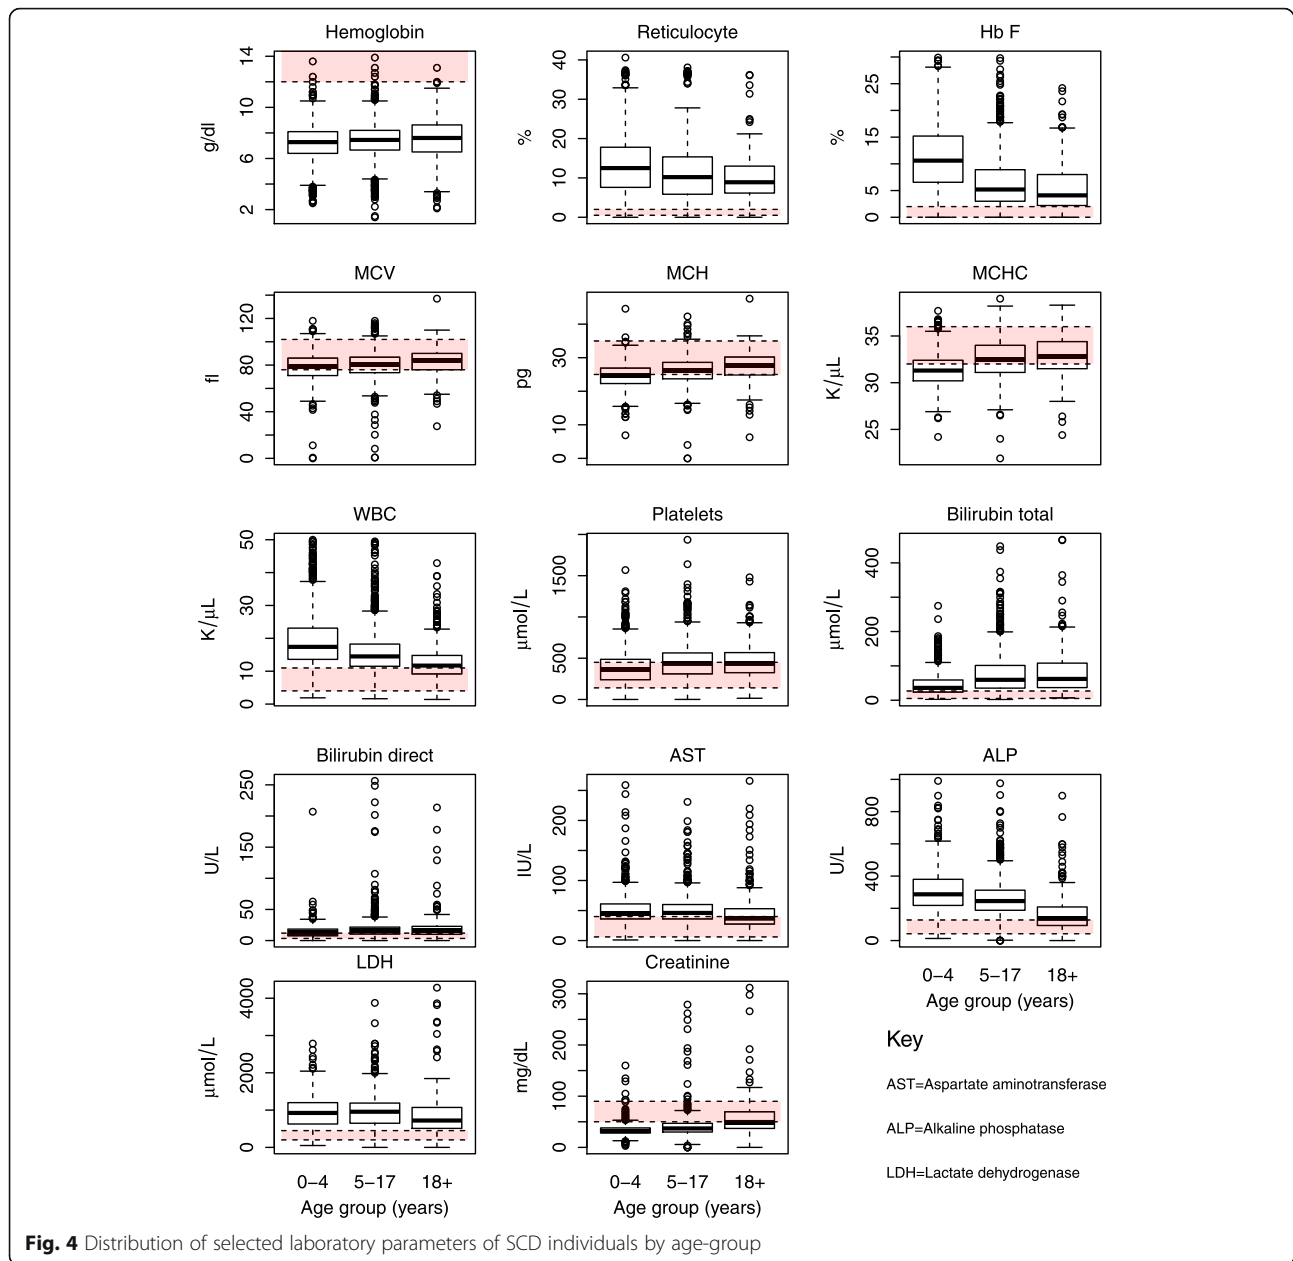 Hemoglobin
g/dl
14
10
6
2
Reticulocyte
%
40
30
20
10
0
Hb F
%
25
15
5
0
MCV
fl
120
80
40
0
MCH
pg
30
10
0
MCHC
K/μL
35
30
25
WBC
K/μL
50
30
10
0
Platelets
μmol/L
1500
500
0
Bilirubin total
μmol/L
400
200
0
Bilirubin direct
U/L
250
150
50
0
AST
IU/L
200
100
0
ALP
U/L
800
400
0
0–4 5–17 18+
Age group (years)
LDH
μmol/L
4000
2000
0
0–4 5–17 18+
Age group (years)
Creatinine
mg/dL
300
200
100
0
0–4 5–17 18+
Age group (years)
Key
AST=Aspartate aminotransferase
ALP=Alkaline phosphatase
LDH=Lactate dehydrogenase
Fig. 4 Distribution of selected laboratory parameters of SCD individuals by age-group